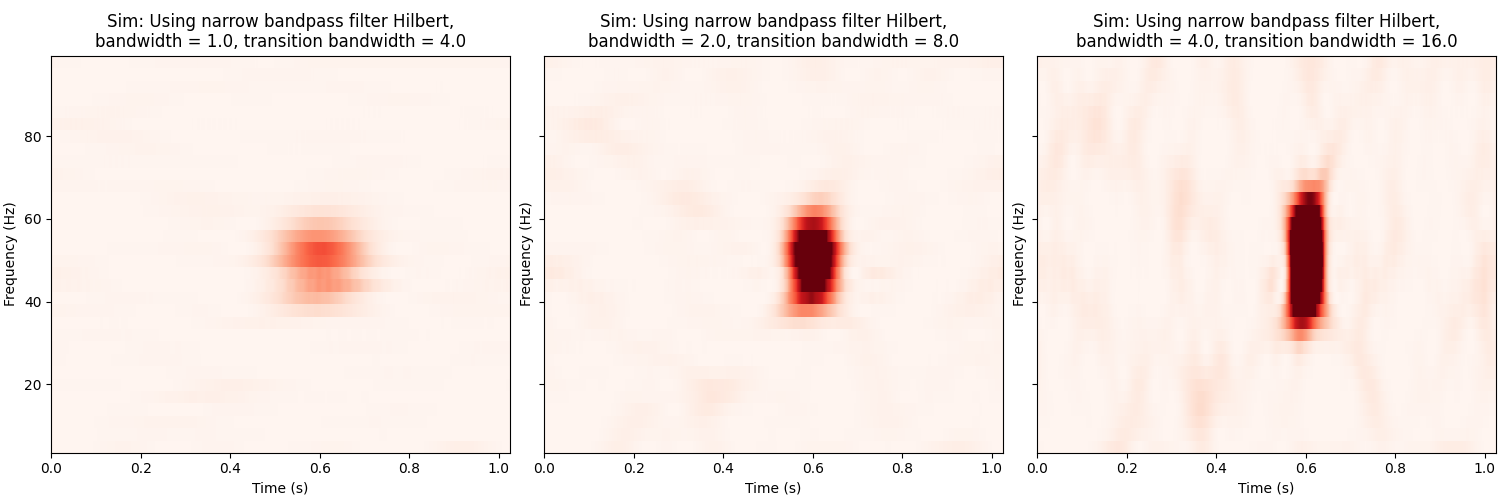 Sim: Using narrow bandpass filter Hilbert,
bandwidth = 1.0, transition bandwidth = 4.0
Frequency (Hz)
80
60
40
20
0.0 0.2 0.4 0.6 0.8 1.0
Time (s)
Sim: Using narrow bandpass filter Hilbert,
bandwidth = 2.0, transition bandwidth = 8.0
Frequency (Hz)
0.0 0.2 0.4 0.6 0.8 1.0
Time (s)
Sim: Using narrow bandpass filter Hilbert,
bandwidth = 4.0, transition bandwidth = 16.0
Frequency (Hz)
0.0 0.2 0.4 0.6 0.8 1.0
Time (s)